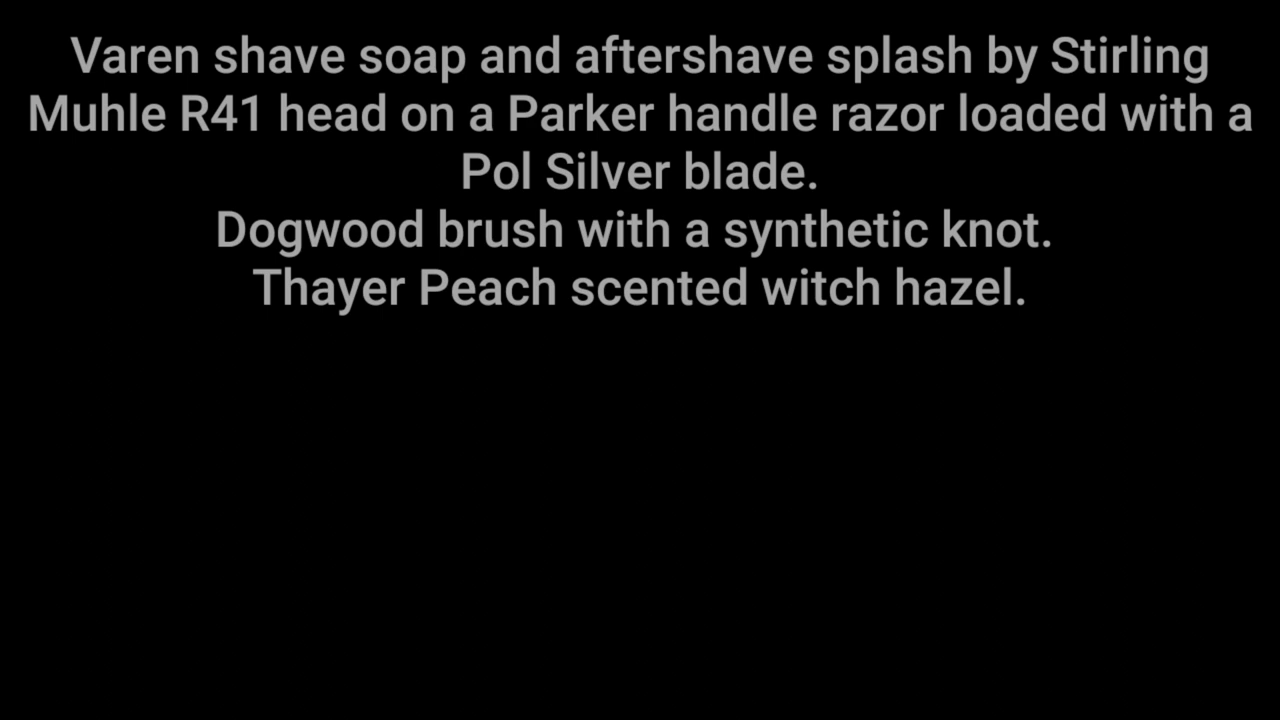 Varen shave soap and aftershave splash by Stirling
Muhle R41 head on a Parker handle razor loaded with a
Pol Silver blade.
Dogwood brush with a synthetic knot.
Thayer Peach scented witch hazel.